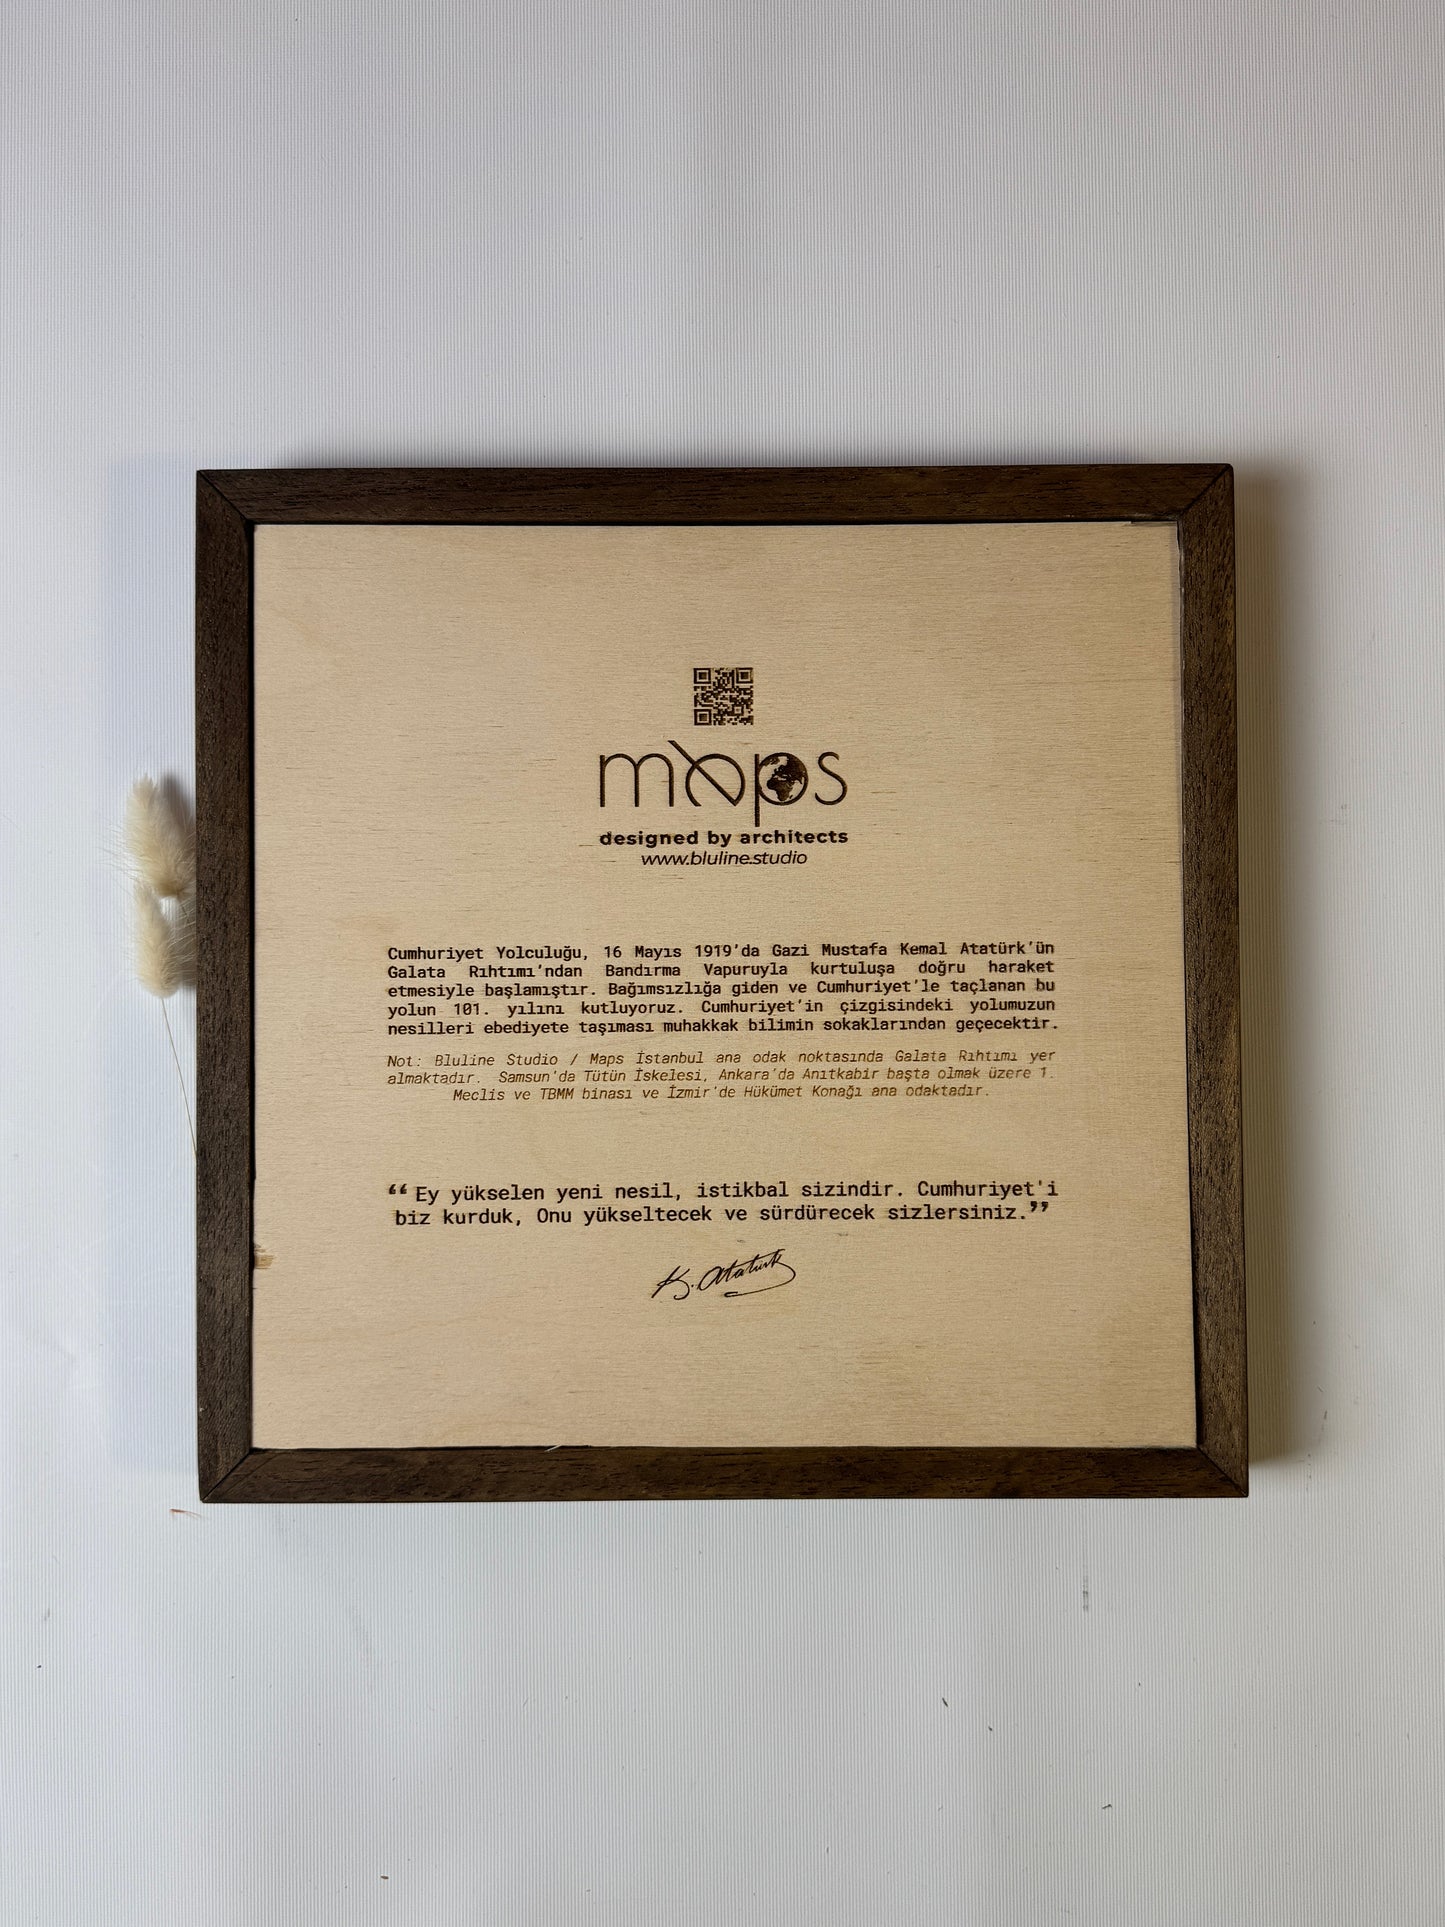 maps
designed by architects
www.bluline.studio
Cumhuriyet Yolculuğu, 16 Mayıs 1919'da Gazi Mustafa Kemal Atatürk'ün
Galata Rıhtımı'ndan Bandırma Vapuruyla kurtuluşa doğru haraket
etmesiyle başlamıştır. Bağımsızlığa giden ve Cumhuriyet'le taçlanan bu
yolun 101. yılını kutluyoruz. Cumhuriyet'in çizgisindeki yolumuzun
nesilleri ebediyete taşıması muhakkak bilimin sokaklarından geçecektir.
Not: Bluline Studio / Maps İstanbul ana odak noktasında Galata Rıhtımı yer
almaktadır. Samsun'da Tütün İskelesi, Ankara'da Anıtkabir başta olmak üzere 1.
Meclis ve TBMM binası ve İzmir'de Hükümet Konağı ana odaktadır.
“Ey yükselen yeni nesil, istikbal sizindir. Cumhuriyet'i
biz kurduk, Onu yükseltecek ve sürdürecek sizlersiniz.”
K. Atatürk